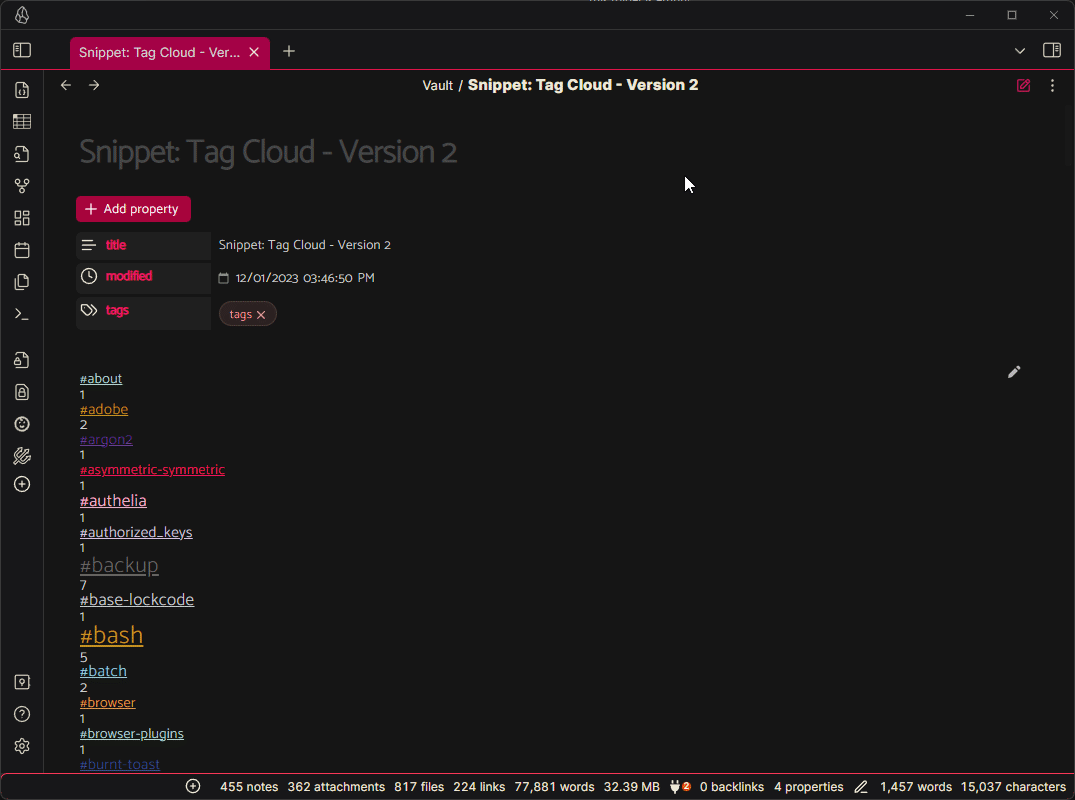 Snippet: Tag Cloud - Ver...
Vault / Snippet: Tag Cloud - Version 2
Snippet: Tag Cloud - Version 2
Add property
title Snippet: Tag Cloud - Version 2
modified 12/01/2023 03:46:50 PM
tags tags
#about
1
#adobe
2
#argon2
1
#asymmetric-symmetric
1
#authelia
1
#authorized_keys
1
#backup
7
#base-lockcode
1
#bash
5
#batch
2
#browser
1
#browser-plugins
1
#burnt-toast
455 notes 362 attachments 817 files 224 links 77,881 words 32.39 MB 2 0 backlinks 4 properties 1,457 words 15,037 characters